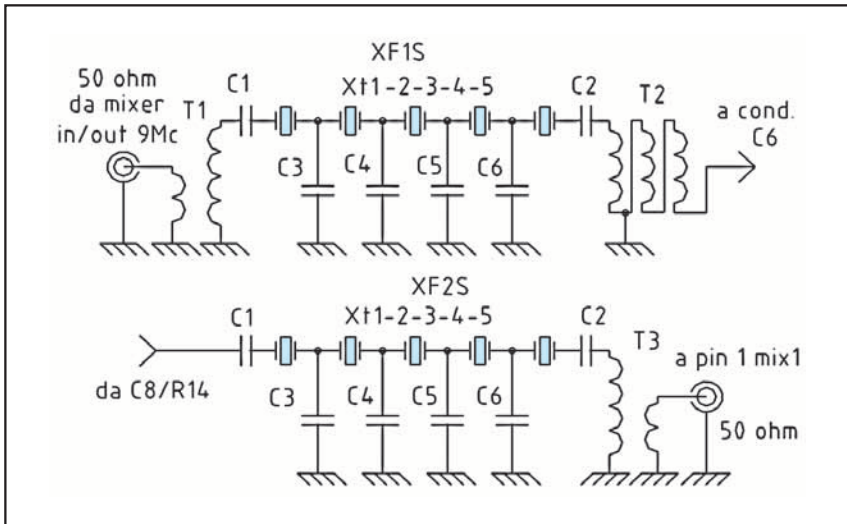 XF1S
Xt1-2-3-4-5
50 ohm
da mixer
in/out 9Mc
T1
C1
C2
T2
a cond.
C6
C3
C4
C5
C6
XF2S
Xt1-2-3-4-5
C1
C2
T3
a pin 1 mix1
da C8/R14
C3
C4
C5
C6
50 ohm